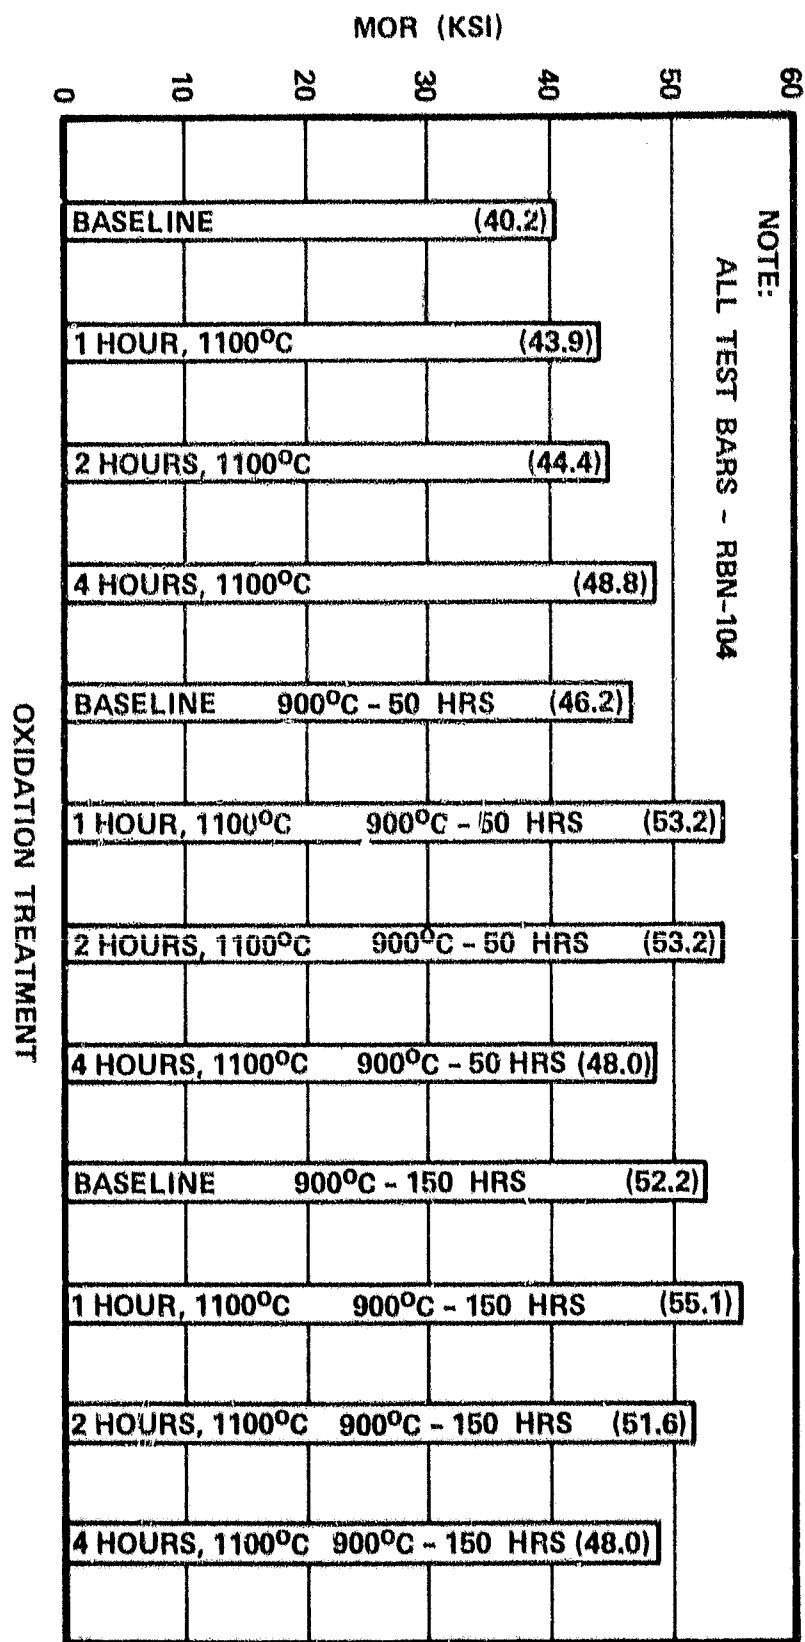 MOR (KSI)
0 10 20 30 40 50 60
NOTE:
ALL TEST BARS - RBN-104
BASELINE (40.2)
1 HOUR, 1100°C (43.9)
2 HOURS, 1100°C (44.4)
4 HOURS, 1100°C (48.8)
BASELINE 900°C - 50 HRS (46.2)
1 HOUR, 1100°C 900°C - 50 HRS (53.2)
2 HOURS, 1100°C 900°C - 50 HRS (53.2)
4 HOURS, 1100°C 900°C - 50 HRS (48.0)
BASELINE 900°C - 150 HRS (52.2)
1 HOUR, 1100°C 900°C - 150 HRS (55.1)
2 HOURS, 1100°C 900°C - 150 HRS (51.6)
4 HOURS, 1100°C 900°C - 150 HRS (48.0)
OXIDATION TREATMENT